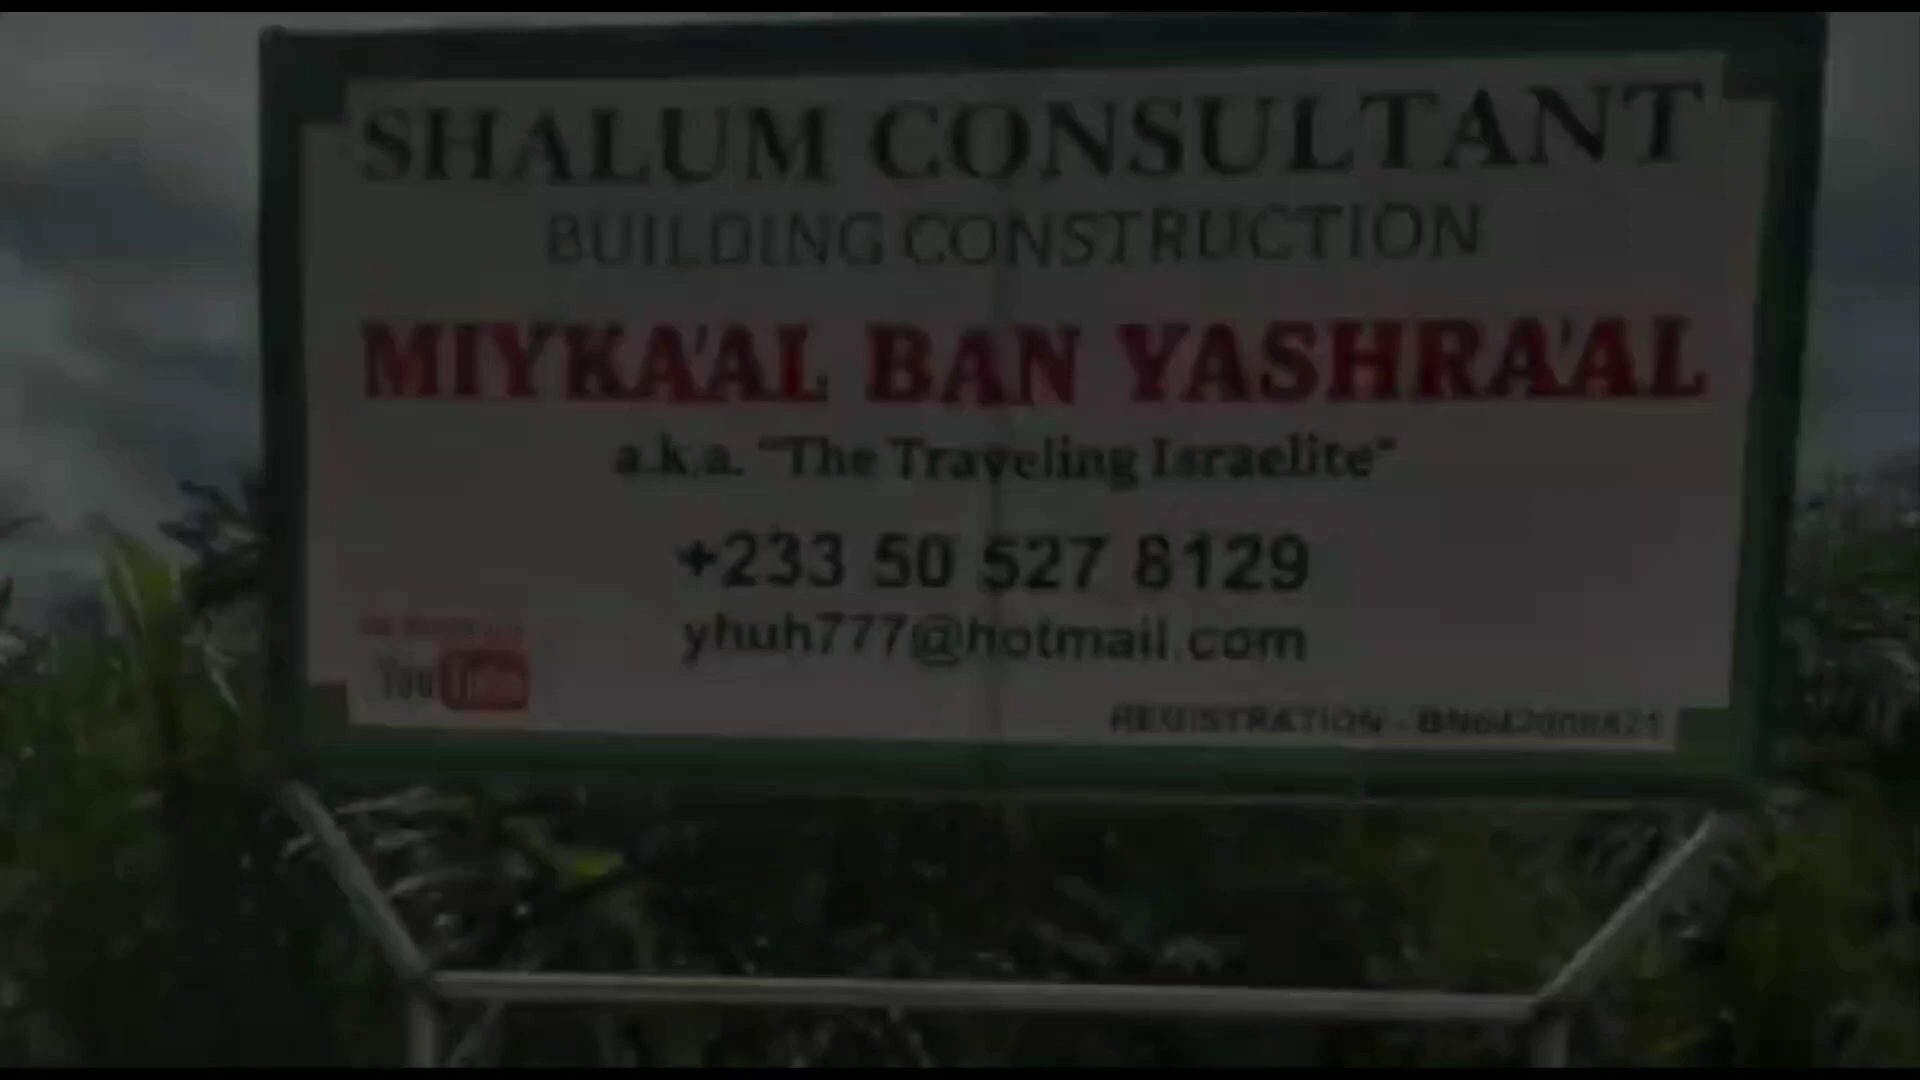 SHALUM CONSULTANT
BUILDING CONSTRUCTION
MIYKA'AL BAN YASHRA'AL
a.k.a. "The Traveling Israelite"
+233 50 527 8129
yhuh777@hotmail.com
YouTube
REGISTRATION -